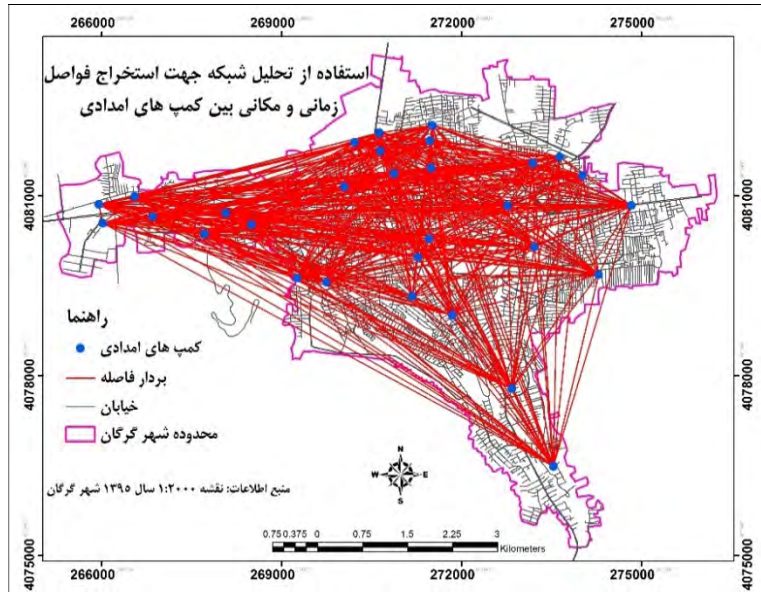 266000 269000 272000 275000
استفاده از تحلیل شبکه جهت استخراج فواصل
زمانی و مکانی بین کمپ های امدادی
4081000 4081000
راهنما
کمپ های امدادی
بردار فاصله
خیابان
محدوده شهر گرگان
4078000 4078000
N
W E
S
منبع اطلاعات: نقشه ۱:۲۰۰۰ سال ۱۳۹۵ شهر گرگان
0.75 0.375 0 0.75 1.5 2.25 3
Kilometers
4075000 4075000
266000 269000 272000 275000